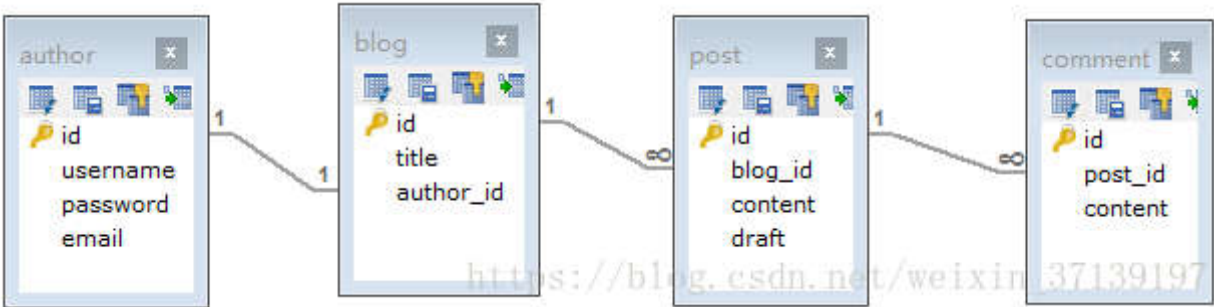 author
id
username
password
email
1
1
blog
id
title
author_id
1
∞
post
id
blog_id
content
draft
1
∞
comment
id
post_id
content
https://blog.csdn.net/weixin_37139197